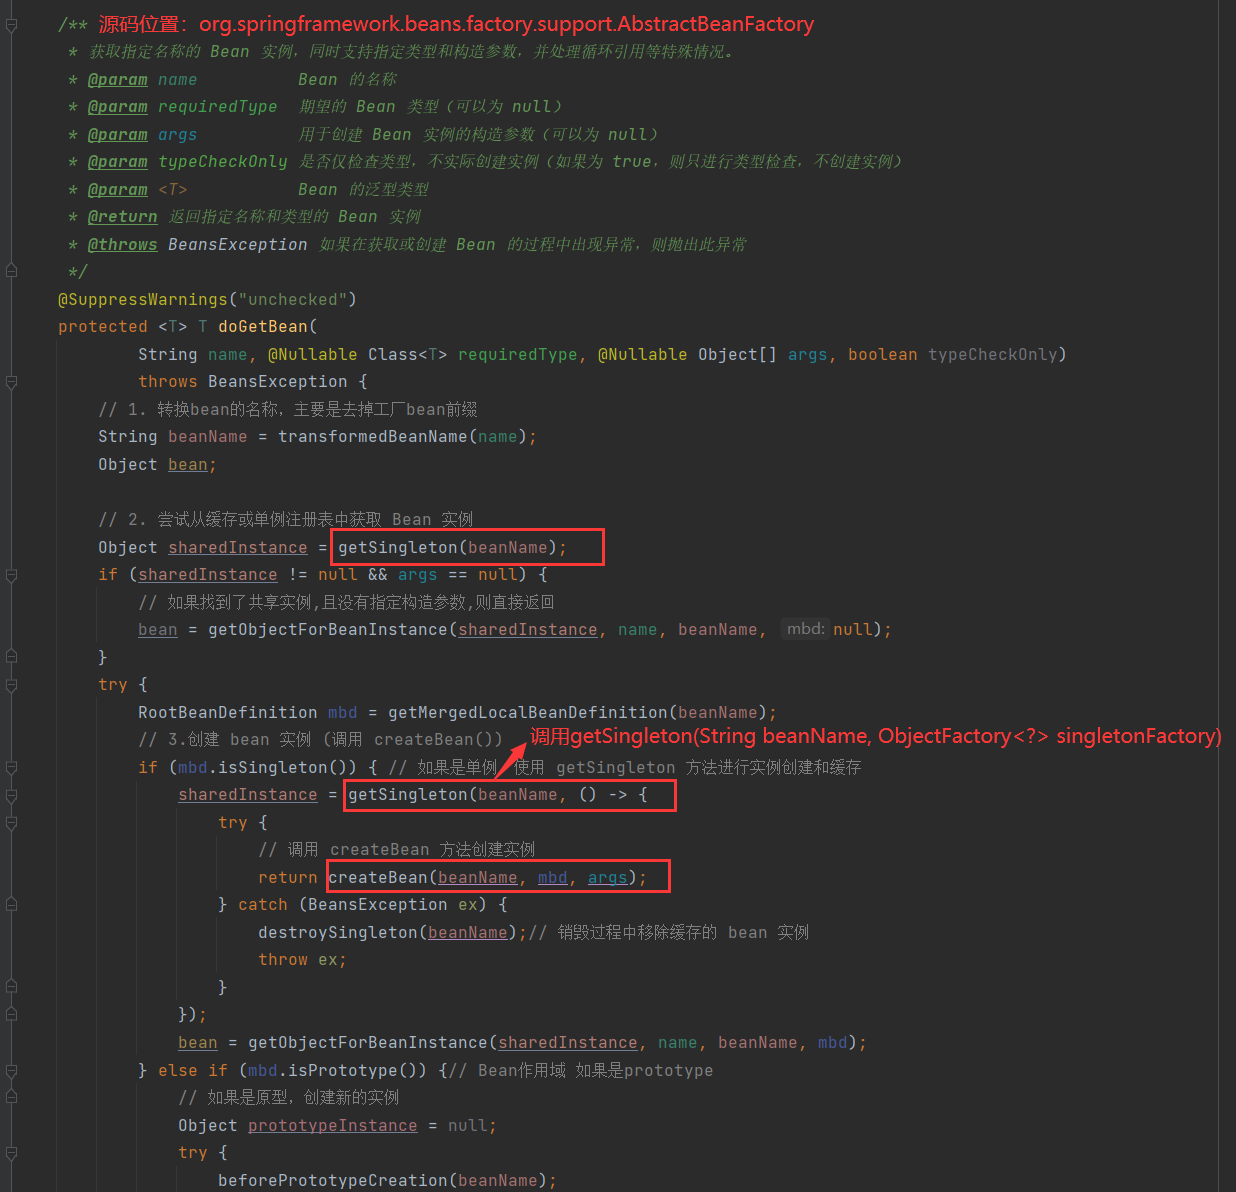 /** 源码位置：org.springframework.beans.factory.support.AbstractBeanFactory
* 获取指定名称的 Bean 实例，同时支持指定类型和构造参数，并处理循环引用等特殊情况。
* @param name Bean 的名称
* @param requiredType 期望的 Bean 类型（可以为 null）
* @param args 用于创建 Bean 实例的构造参数（可以为 null）
* @param typeCheckOnly 是否仅检查类型，不实际创建实例（如果为 true，则只进行类型检查，不创建实例）
* @param <T> Bean 的泛型类型
* @return 返回指定名称和类型的 Bean 实例
* @throws BeansException 如果在获取或创建 Bean 的过程中出现异常，则抛出此异常
*/
@SuppressWarnings("unchecked")
protected <T> T doGetBean(
String name, @Nullable Class<T> requiredType, @Nullable Object[] args, boolean typeCheckOnly)
throws BeansException {
// 1. 转换bean的名称，主要是去掉工厂bean前缀
String beanName = transformedBeanName(name);
Object bean;
// 2. 尝试从缓存或单例注册表中获取 Bean 实例
Object sharedInstance = getSingleton(beanName);
if (sharedInstance != null && args == null) {
// 如果找到了共享实例,且没有指定构造参数,则直接返回
bean = getObjectForBeanInstance(sharedInstance, name, beanName, mbd: null);
}
try {
RootBeanDefinition mbd = getMergedLocalBeanDefinition(beanName);
// 3.创建 bean 实例 (调用 createBean()) 调用getSingleton(String beanName, ObjectFactory<?> singletonFactory)
if (mbd.isSingleton()) { // 如果是单例 使用 getSingleton 方法进行实例创建和缓存
sharedInstance = getSingleton(beanName, () -> {
try {
// 调用 createBean 方法创建实例
return createBean(beanName, mbd, args);
} catch (BeansException ex) {
destroySingleton(beanName);// 销毁过程中移除缓存的 bean 实例
throw ex;
}
});
bean = getObjectForBeanInstance(sharedInstance, name, beanName, mbd);
} else if (mbd.isPrototype()) {// Bean作用域 如果是prototype
// 如果是原型，创建新的实例
Object prototypeInstance = null;
try {
beforePrototypeCreation(beanName);